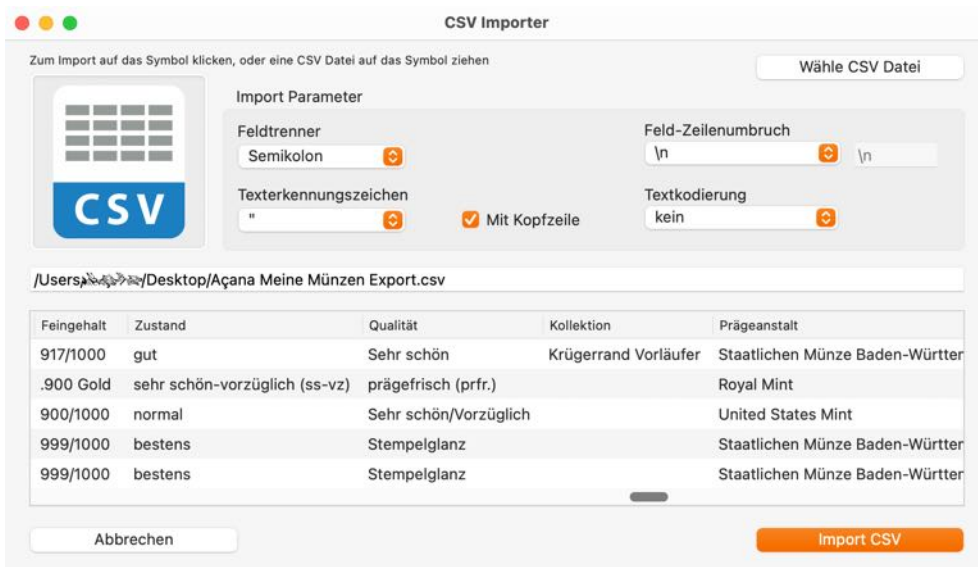 CSV Importer
Zum Import auf das Symbol klicken, oder eine CSV Datei auf das Symbol ziehen
Wähle CSV Datei
CSV
Import Parameter
Feldtrenner
Semikolon
Feld-Zeilenumbruch
\n
\n
Texterkennungszeichen
"
Mit Kopfzeile
Textkodierung
kein
/Users/ /Desktop/Açana Meine Münzen Export.csv
Feingehalt Zustand Qualität Kollektion Prägeanstalt
917/1000 gut Sehr schön Krügerrand Vorläufer Staatlichen Münze Baden-Württer
.900 Gold sehr schön-vorzüglich (ss-vz) prägefrisch (prfr.) Royal Mint
900/1000 normal Sehr schön/Vorzüglich United States Mint
999/1000 bestens Stempelglanz Staatlichen Münze Baden-Württer
999/1000 bestens Stempelglanz Staatlichen Münze Baden-Württer
Abbrechen
Import CSV